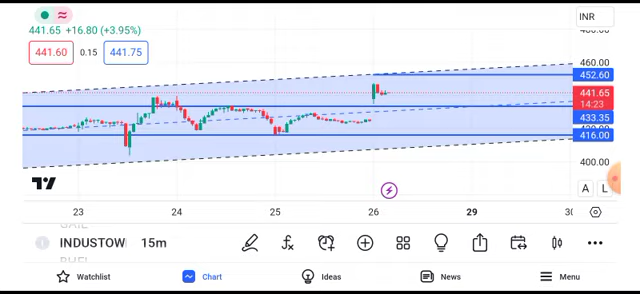 441.65 +16.80 (+3.95%)
INR
441.60
0.15
441.75
460.00
452.60
441.65
14:23
433.35
416.00
400.00
A
L
23
24
25
26
29
INDUSTOW
15m
Watchlist
Chart
Ideas
News
Menu